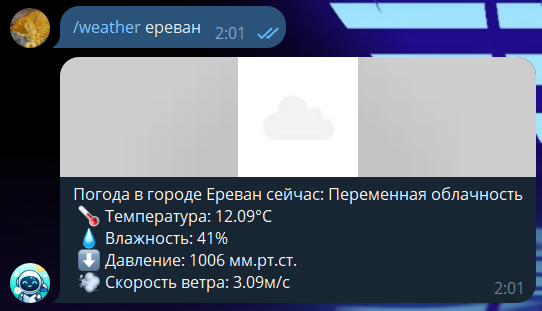 /weather ереван
2:01
Погода в городе Ереван сейчас: Переменная облачность
🌡️ Температура: 12.09°C
💧 Влажность: 41%
⬇️ Давление: 1006 мм.рт.ст.
💨 Скорость ветра: 3.09м/с
2:01